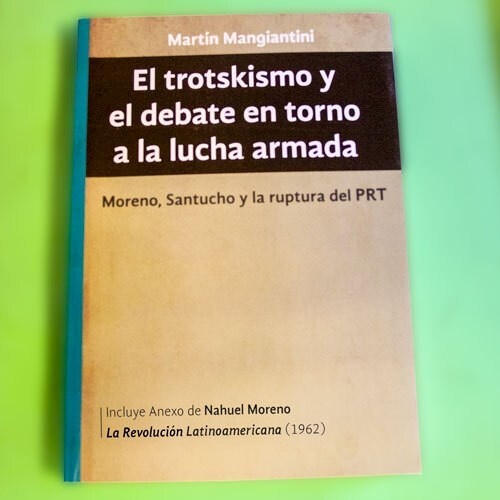 Martín Mangiantini
El trotskismo y
el debate en torno
a la lucha armada
Moreno, Santucho y la ruptura del PRT
Incluye Anexo de Nahuel Moreno
La Revolución Latinoamericana (1962)